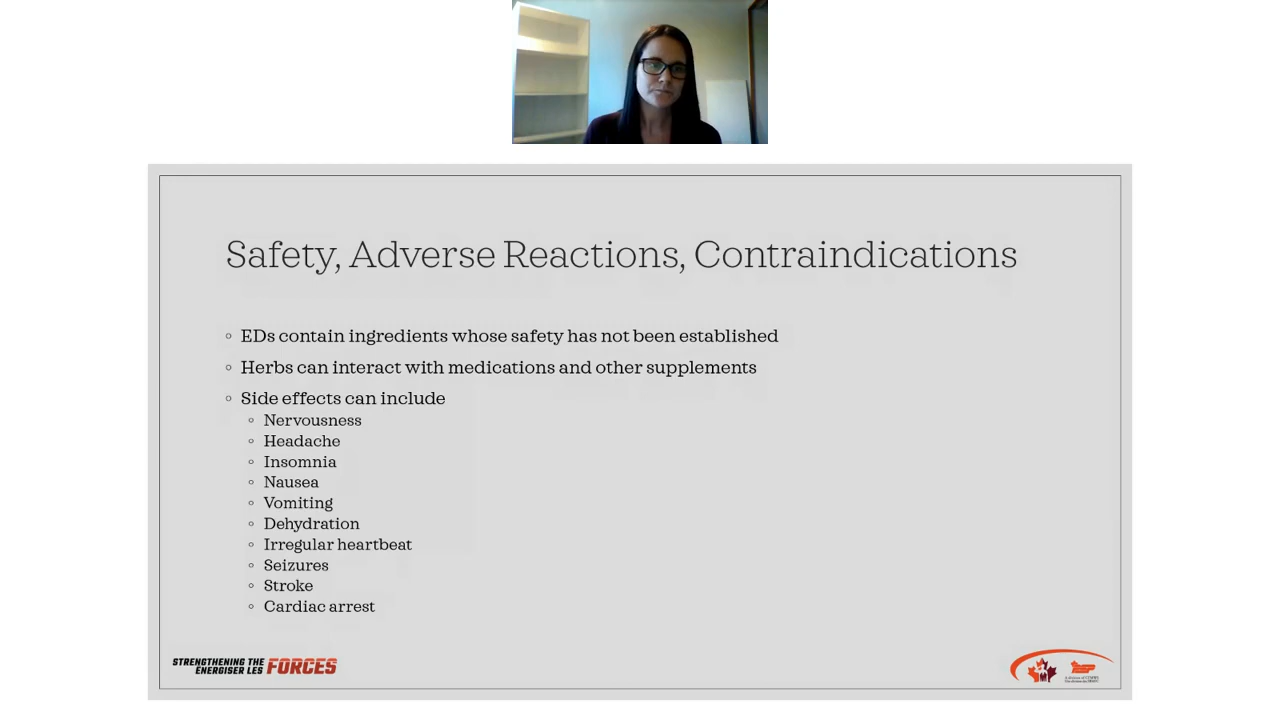 Safety, Adverse Reactions, Contraindications
EDs contain ingredients whose safety has not been established
Herbs can interact with medications and other supplements
Side effects can include
Nervousness
Headache
Insomnia
Nausea
Vomiting
Dehydration
Irregular heartbeat
Seizures
Stroke
Cardiac arrest
STRENGTHENING THE
ÉNERGISER LES FORCES